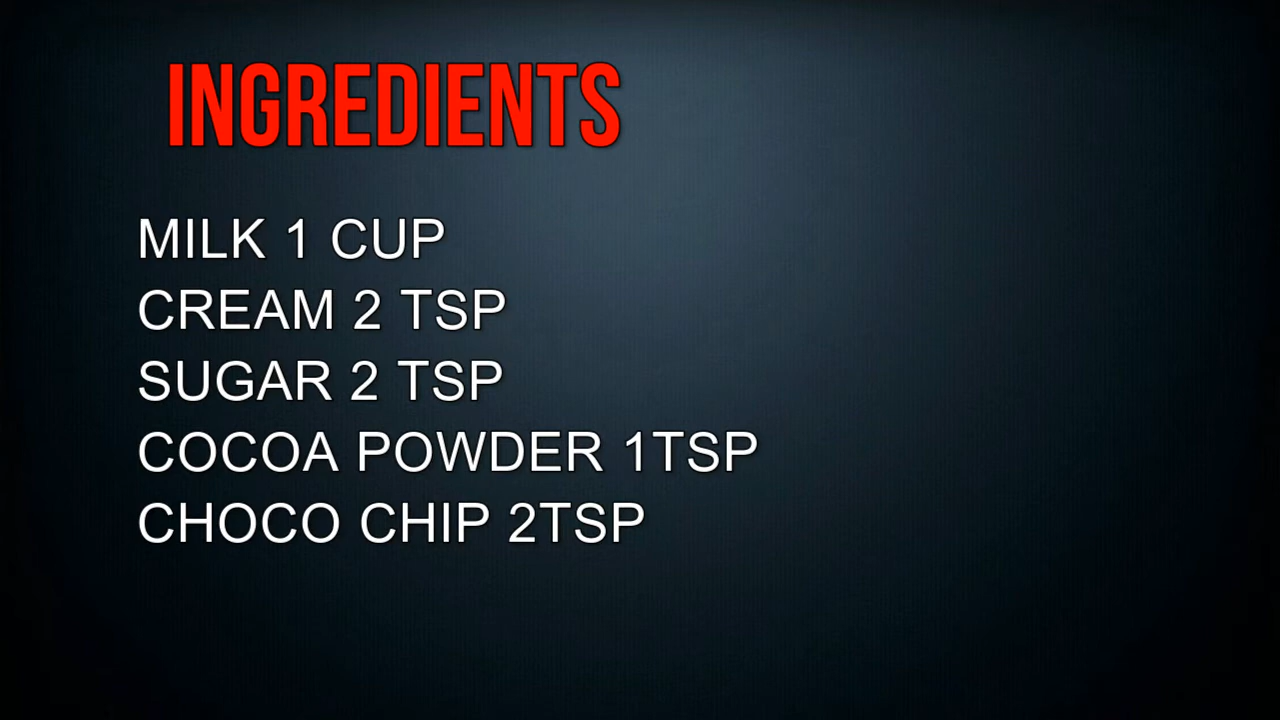 INGREDIENTS
MILK 1 CUP
CREAM 2 TSP
SUGAR 2 TSP
COCOA POWDER 1TSP
CHOCO CHIP 2TSP